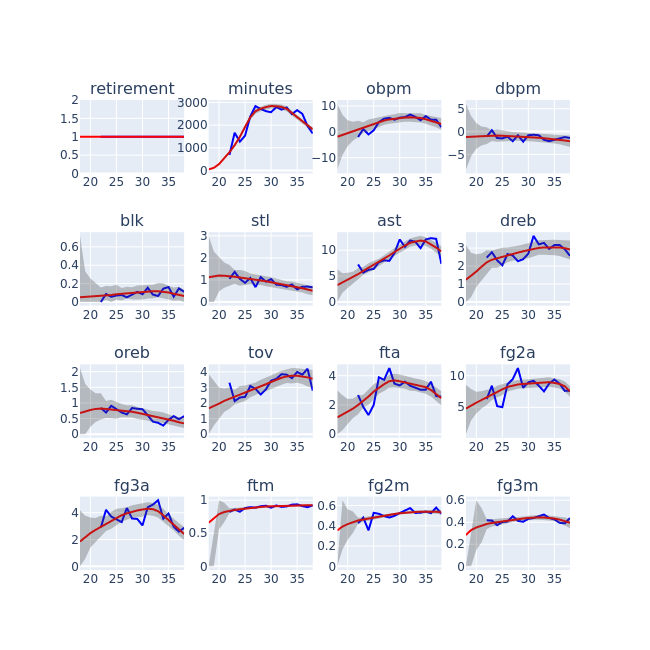 retirement minutes obpm dbpm
2 1.5 1 0.5 0
3000 2000 1000 0
10 0 −10
5 0 −5
20 25 30 35 20 25 30 35 20 25 30 35 20 25 30 35
blk stl ast dreb
0.6 0.4 0.2 0
3 2 1 0
10 5 0
3 2 1 0
20 25 30 35 20 25 30 35 20 25 30 35 20 25 30 35
oreb tov fta fg2a
2 1.5 1 0.5 0
4 3 2 1 0
4 2 0
10 5
20 25 30 35 20 25 30 35 20 25 30 35 20 25 30 35
fg3a ftm fg2m fg3m
4 2 0
1 0.5 0
0.6 0.4 0.2 0
0.6 0.4 0.2 0
20 25 30 35 20 25 30 35 20 25 30 35 20 25 30 35